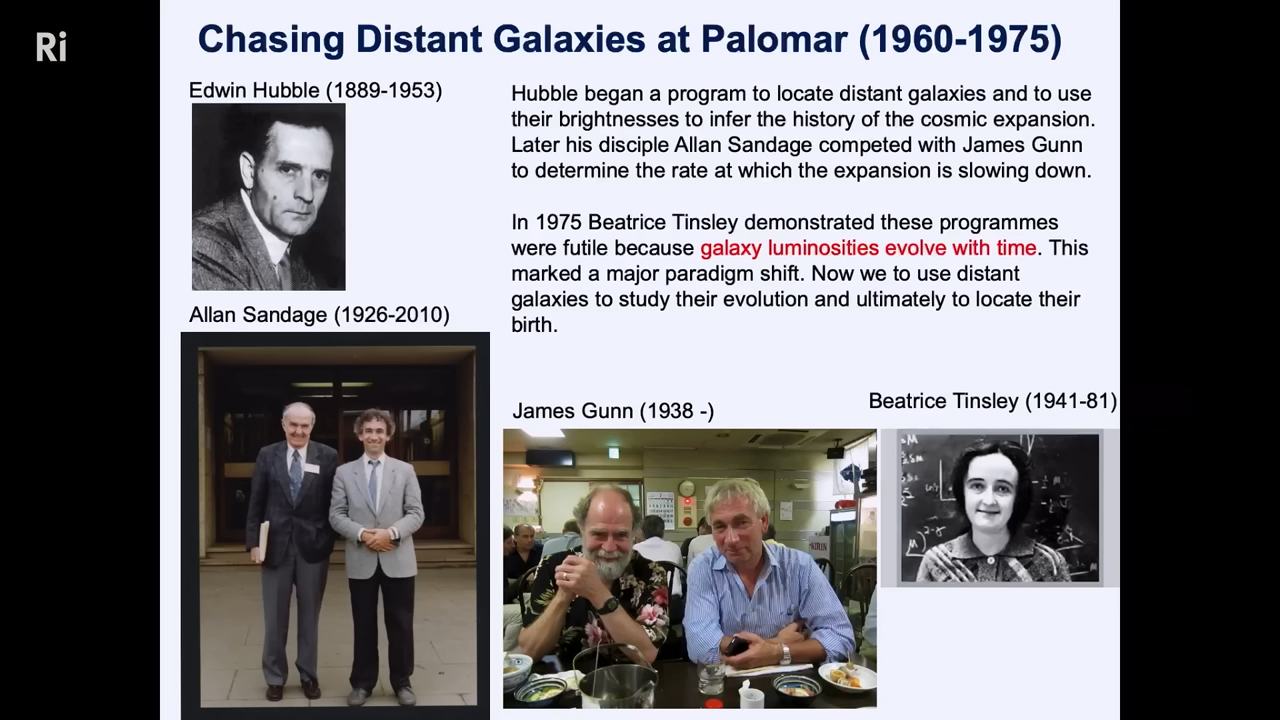 Ri
Chasing Distant Galaxies at Palomar (1960-1975)
Edwin Hubble (1889-1953)
Hubble began a program to locate distant galaxies and to use
their brightnesses to infer the history of the cosmic expansion.
Later his disciple Allan Sandage competed with James Gunn
to determine the rate at which the expansion is slowing down.
In 1975 Beatrice Tinsley demonstrated these programmes
were futile because galaxy luminosities evolve with time. This
marked a major paradigm shift. Now we to use distant
galaxies to study their evolution and ultimately to locate their
birth.
Allan Sandage (1926-2010)
James Gunn (1938 -)
Beatrice Tinsley (1941-81)
KIRIN